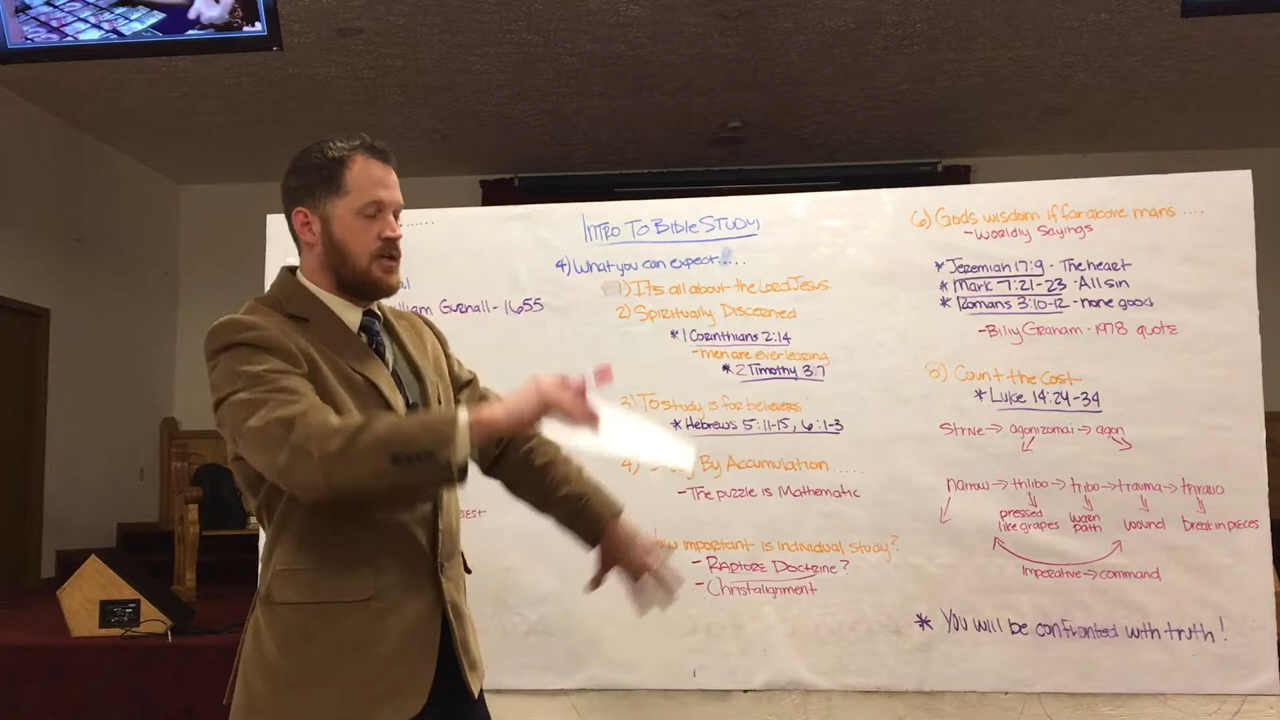 Gurnall - 1655
INTRO TO BIBLE STUDY
4) What you can expect.....
1) It's all about the Lord Jesus
2) Spiritually Discerned
* 1 Corinthians 2:14
- men are ever learing
* 2 Timothy 3:7
3) To study is for believers
* Hebrews 5:11-15, 6:1-3
4) By Accumulation ....
- The puzzle is Mathematic
important is individual study?
- RAPTURE Doctrine?
- Christalignment
6) Gods wisdom if far above mans ....
- Worldly Sayings
* Jeremiah 17:9 - The heart
* Mark 7:21-23 - All sin
* Romans 3:10-12 - none good
- Billy Graham - 1978 quote
8) Count the Cost
* Luke 14:24-34
Strive → agonizomai → agon
narrow → thlibo → tribo → trauma → thrauo
pressed like grapes worn path wound break in pieces
Imperative → command
* You will be confronted with truth!